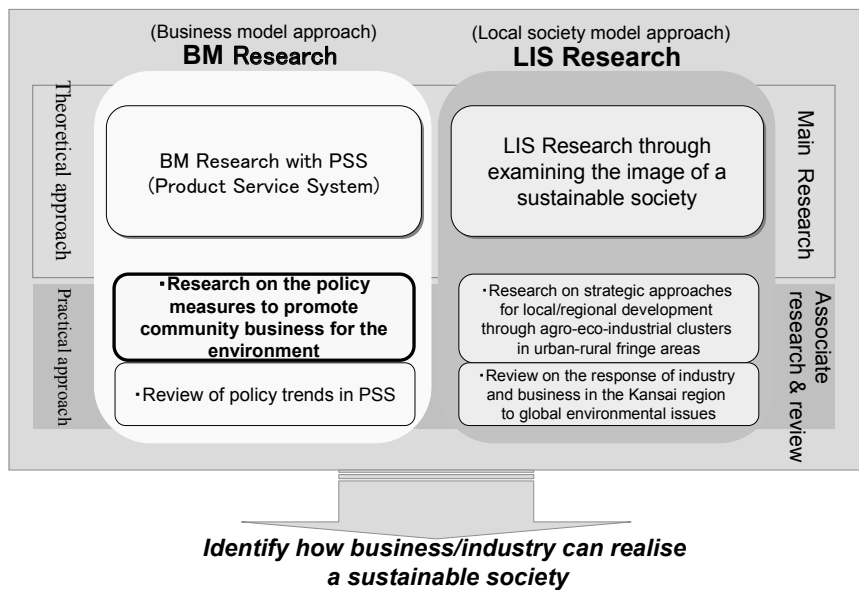 (Business model approach)
BM Research
(Local society model approach)
LIS Research
Theoretical approach
BM Research with PSS
(Product Service System)
LIS Research through
examining the image of a
sustainable society
Main Research
Practical approach
・Research on the policy
measures to promote
community business for the
environment
・Review of policy trends in PSS
・Research on strategic approaches
for local/regional development
through agro-eco-industrial clusters
in urban-rural fringe areas
・Review on the response of industry
and business in the Kansai region
to global environmental issues
Associate
research & review
Identify how business/industry can realise
a sustainable society